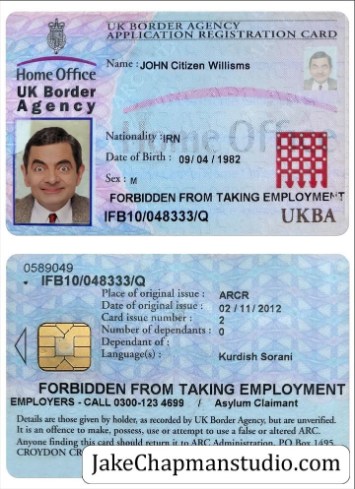 UK BORDER AGENCY
APPLICATION REGISTRATION CARD
Home Office
UK Border
Agency
Name : JOHN Citizen Willisms
Nationality : IRN
Home Office
Date of Birth : 09/ 04 / 1982
Sex : M
FORBIDDEN FROM TAKING EMPLOYMENT
IFB10/048333/Q
UKBA
0589049
IFB10/048333/Q
Place of original issue : ARCR
Date of original issue : 02 / 11 / 2012
Card issue number : 2
Number of dependants : 0
Dependant of :
Language(s) : Kurdish Sorani
FORBIDDEN FROM TAKING EMPLOYMENT
EMPLOYERS - CALL 0300-123 4699 / Asylum Claimant
Details are those given by holder, as recorded by UK Border Agency, but are unverified.
It is an offence to make, possess, use or attempt to use a false or altered ARC.
Anyone finding this card should return it to ARC Administration, PO Box 1495
CROYDON
JakeChapmanstudio.com